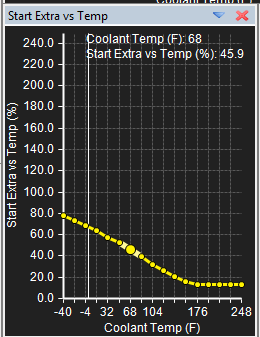 Start Extra vs Temp
Coolant Temp (F): 68
Start Extra vs Temp (%): 45.9
Start Extra vs Temp (%)
240.0
220.0
200.0
180.0
160.0
140.0
120.0
100.0
80.0
60.0
40.0
20.0
0.0
-40 -4 32 68 104 176 248
Coolant Temp (F)